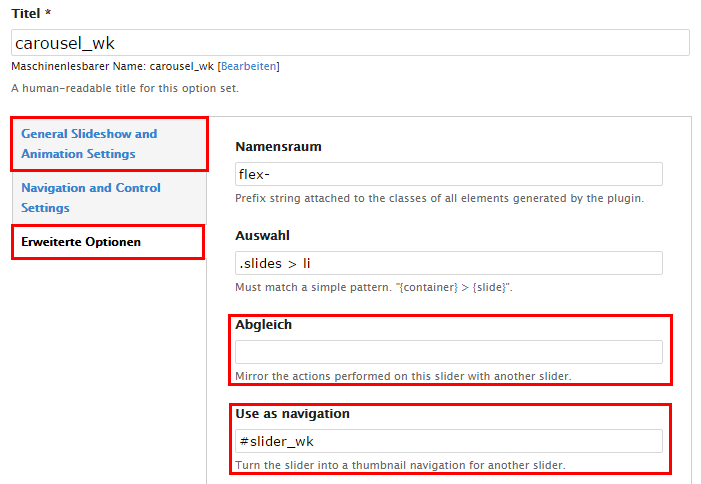 Titel *
carousel_wk
Maschinenlesbarer Name: carousel_wk [Bearbeiten]
A human-readable title for this option set.
General Slideshow and
Animation Settings
Navigation and Control
Settings
Erweiterte Optionen
Namensraum
flex-
Prefix string attached to the classes of all elements generated by the plugin.
Auswahl
.slides > li
Must match a simple pattern. "{container} > {slide}".
Abgleich
Mirror the actions performed on this slider with another slider.
Use as navigation
#slider_wk
Turn the slider into a thumbnail navigation for another slider.